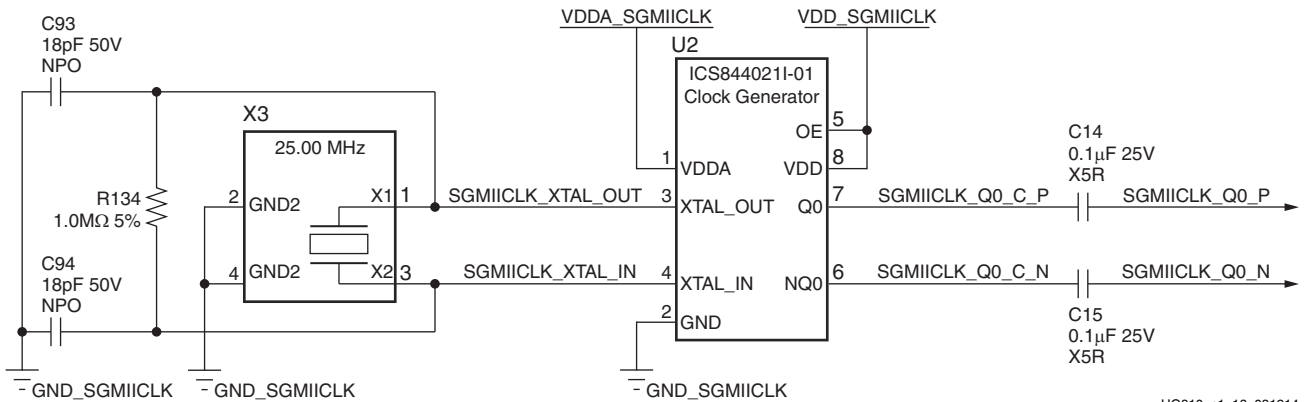 C93
18pF 50V
NPO
R134
1.0MΩ 5%
C94
18pF 50V
NPO
GND_SGMIICLK
X3
25.00 MHz
2 GND2
4 GND2
X1 1
X2 3
GND_SGMIICLK
SGMIICLK_XTAL_OUT
SGMIICLK_XTAL_IN
VDDA_SGMIICLK
VDD_SGMIICLK
U2
ICS844021I-01
Clock Generator
OE 5
1 VDDA
VDD 8
3 XTAL_OUT
Q0 7
4 XTAL_IN
NQ0 6
2 GND
GND_SGMIICLK
SGMIICLK_Q0_C_P
C14
0.1μF 25V
X5R
SGMIICLK_Q0_P
SGMIICLK_Q0_C_N
SGMIICLK_Q0_N
C15
0.1μF 25V
X5R